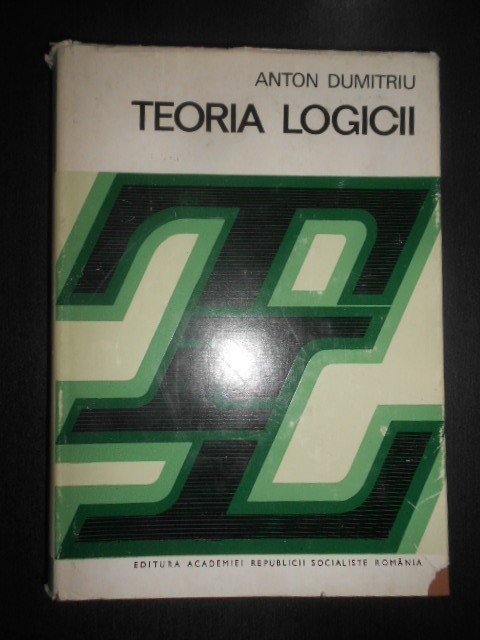 ANTON DUMITRIU
TEORIA LOGICII
EDITURA ACADEMIEI REPUBLICII SOCIALISTE ROMÂNIA